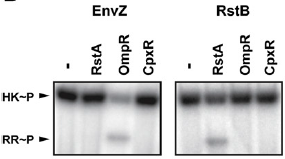 EnvZ RstB
- RstA OmpR CpxR - RstA OmpR CpxR
HK~P
RR~P